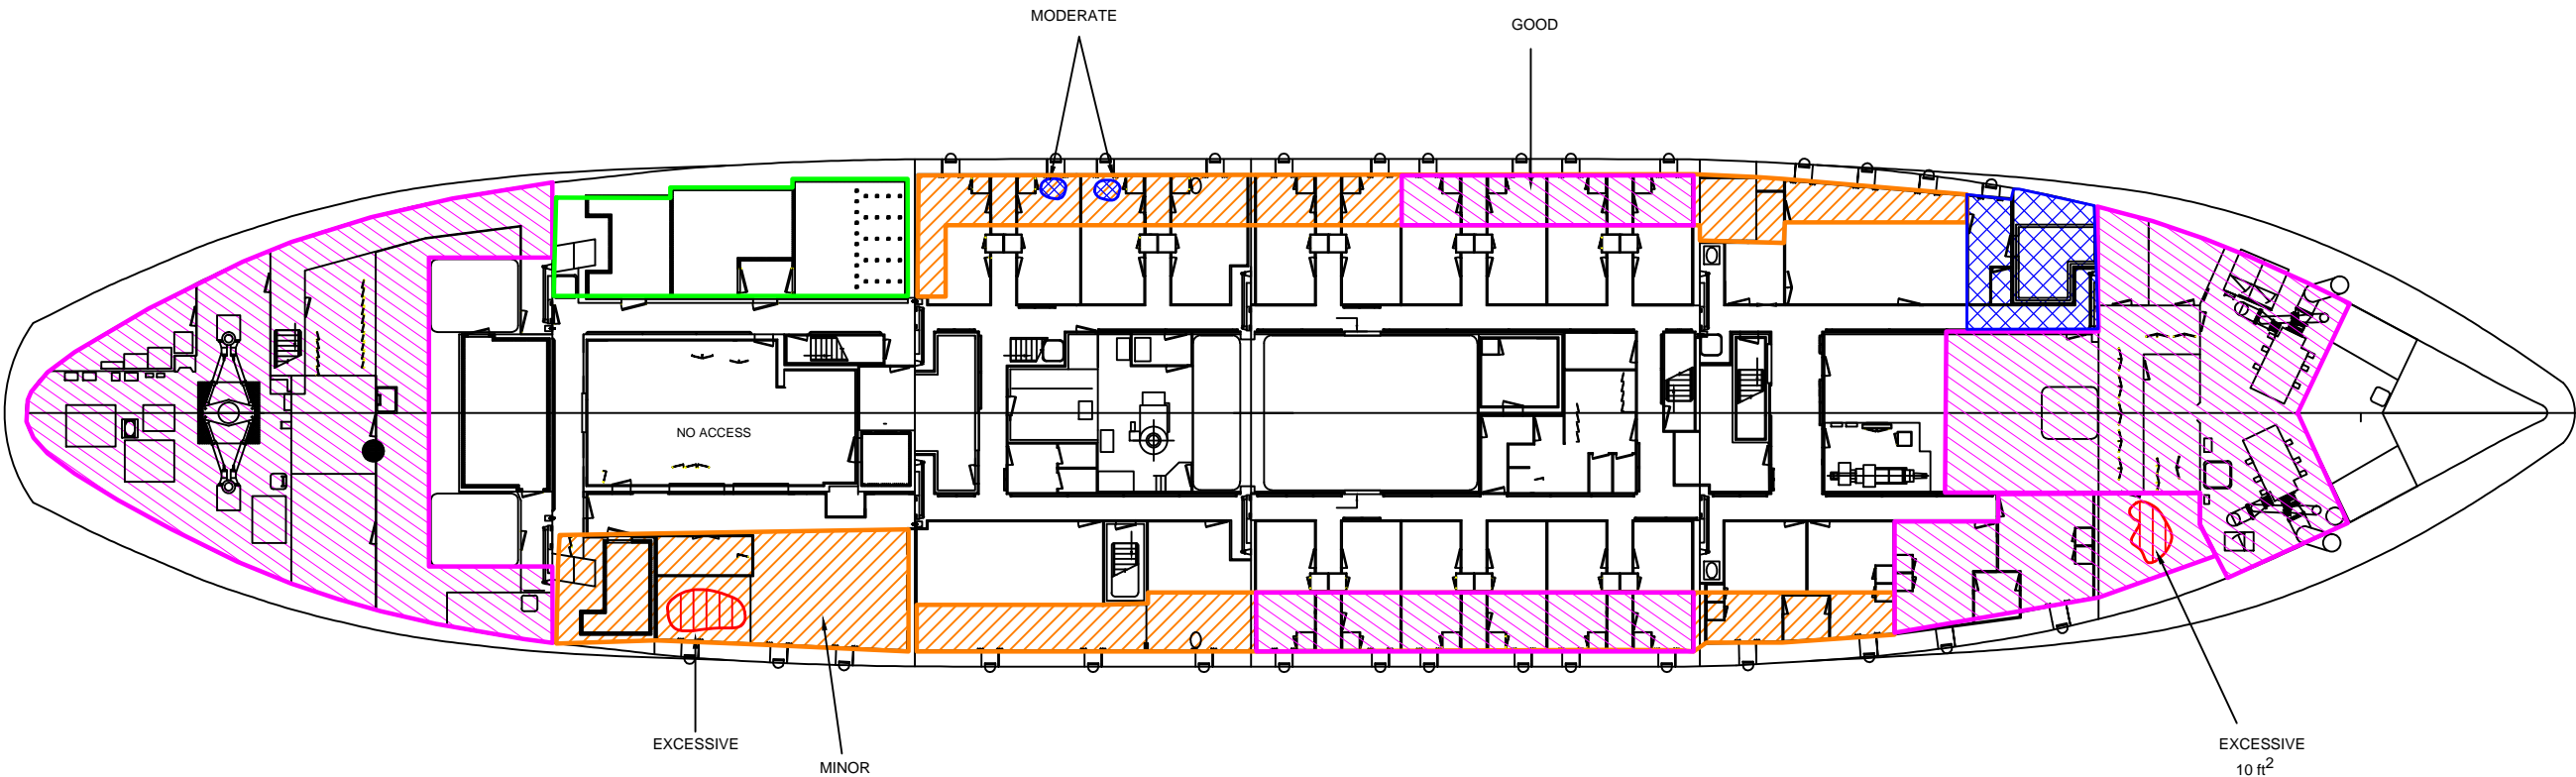 MODERATE
GOOD
NO ACCESS
EXCESSIVE
MINOR
EXCESSIVE
10 ft²